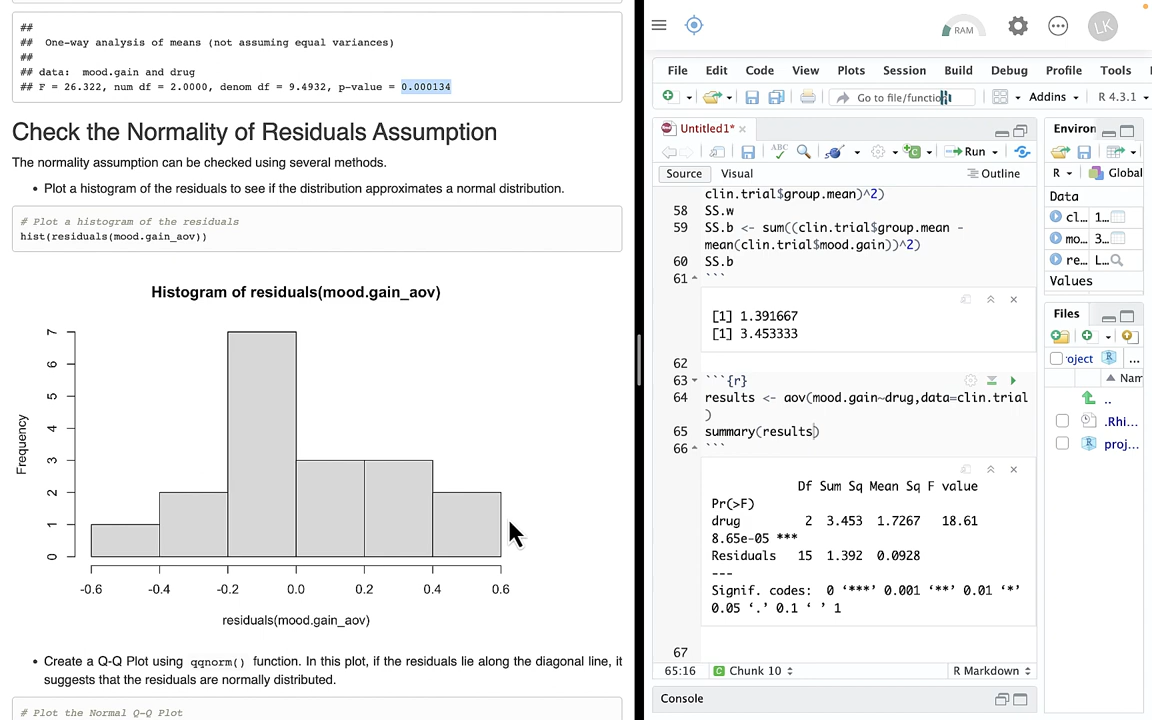 ##
##  One-way analysis of means (not assuming equal variances)
##
## data:  mood.gain and drug
## F = 26.322, num df = 2.0000, denom df = 9.4932, p-value = 0.000134
Check the Normality of Residuals Assumption
The normality assumption can be checked using several methods.
• Plot a histogram of the residuals to see if the distribution approximates a normal distribution.
# Plot a histogram of the residuals
hist(residuals(mood.gain_aov))
Histogram of residuals(mood.gain_aov)
Frequency
7
6
5
4
3
2
1
0
-0.6 -0.4 -0.2 0.0 0.2 0.4 0.6
residuals(mood.gain_aov)
• Create a Q-Q Plot using qqnorm() function. In this plot, if the residuals lie along the diagonal line, it
suggests that the residuals are normally distributed.
# Plot the Normal Q-Q Plot
RAM
LK
File Edit Code View Plots Session Build Debug Profile Tools
Go to file/function
Addins
R 4.3.1
Untitled1*
ABC
Run
Source Visual
Outline
clin.trial$group.mean)^2)
58 SS.w
59 SS.b <- sum((clin.trial$group.mean -
mean(clin.trial$mood.gain))^2)
60 SS.b
61 ```
[1] 1.391667
[1] 3.453333
62
63 ```{r}
64 results <- aov(mood.gain~drug,data=clin.trial
)
65 summary(results)
66 ```
Df Sum Sq Mean Sq F value
Pr(>F)
drug 2 3.453 1.7267 18.61
8.65e-05 ***
Residuals 15 1.392 0.0928
---
Signif. codes: 0 ‘***’ 0.001 ‘**’ 0.01 ‘*’
0.05 ‘.’ 0.1 ‘ ’ 1
67
65:16 Chunk 10 R Markdown
Console
Environ
R Global
Data
cl... 1...
mo... 3...
re... L...
Values
Files
roject ...
Nam
..
.Rhi...
proj...